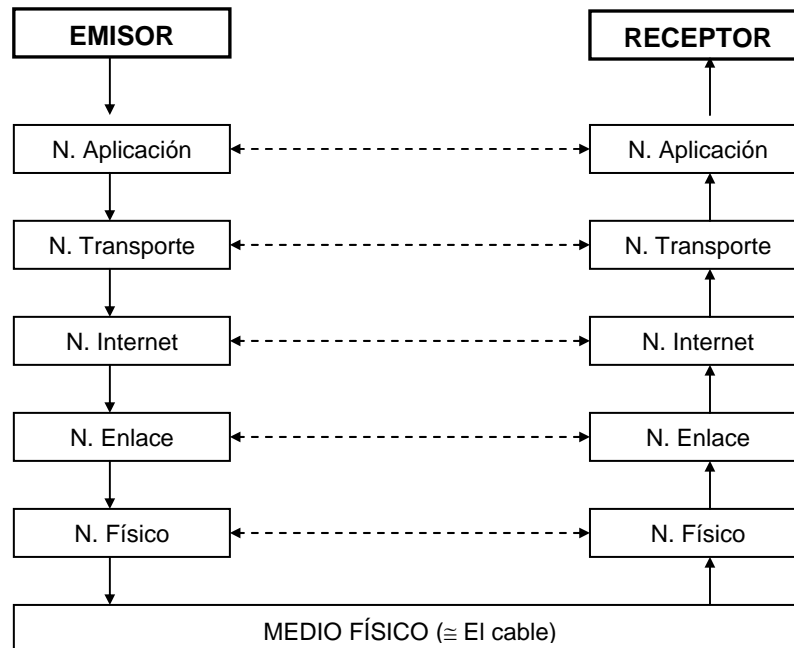 EMISOR
RECEPTOR
N. Aplicación
N. Aplicación
N. Transporte
N. Transporte
N. Internet
N. Internet
N. Enlace
N. Enlace
N. Físico
N. Físico
MEDIO FÍSICO (≅ El cable)